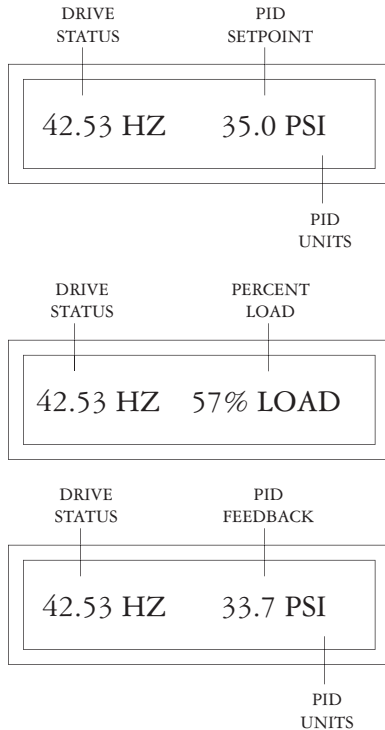 DRIVE STATUS
PID SETPOINT
42.53 HZ 35.0 PSI
PID UNITS
DRIVE STATUS
PERCENT LOAD
42.53 HZ 57% LOAD
DRIVE STATUS
PID FEEDBACK
42.53 HZ 33.7 PSI
PID UNITS